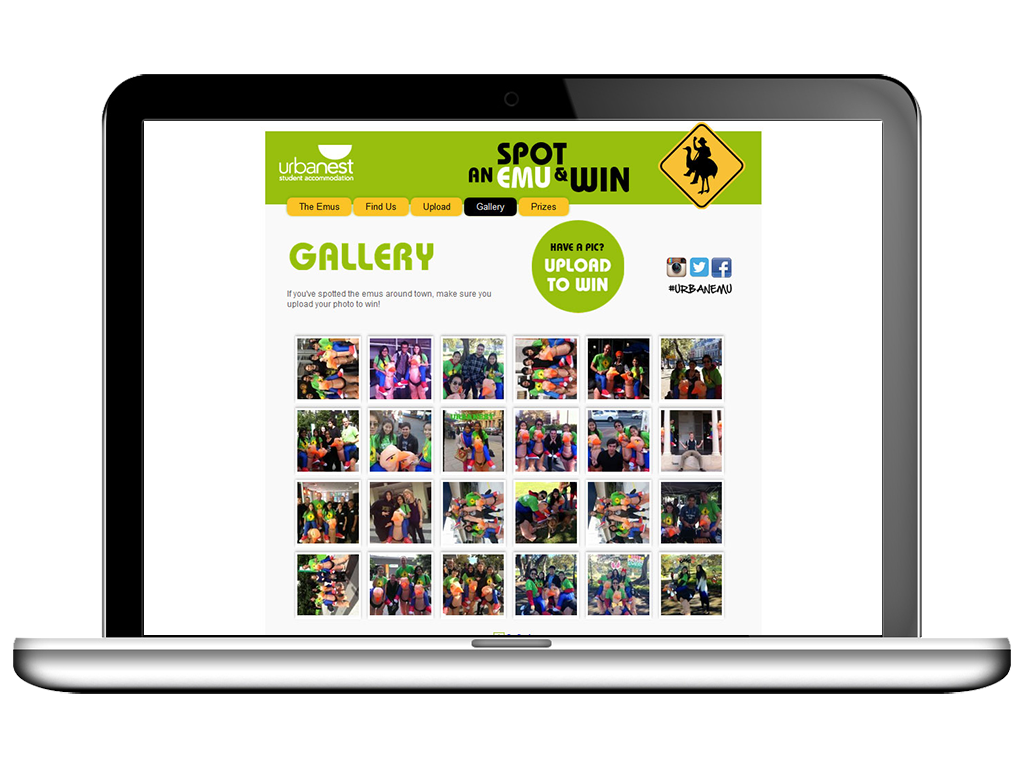 urbanest
student accommodation
SPOT
AN EMU & WIN
The Emus
Find Us
Upload
Gallery
Prizes
GALLERY
If you've spotted the emus around town, make sure you
upload your photo to win!
HAVE A PIC?
UPLOAD
TO WIN
#URBANEMU